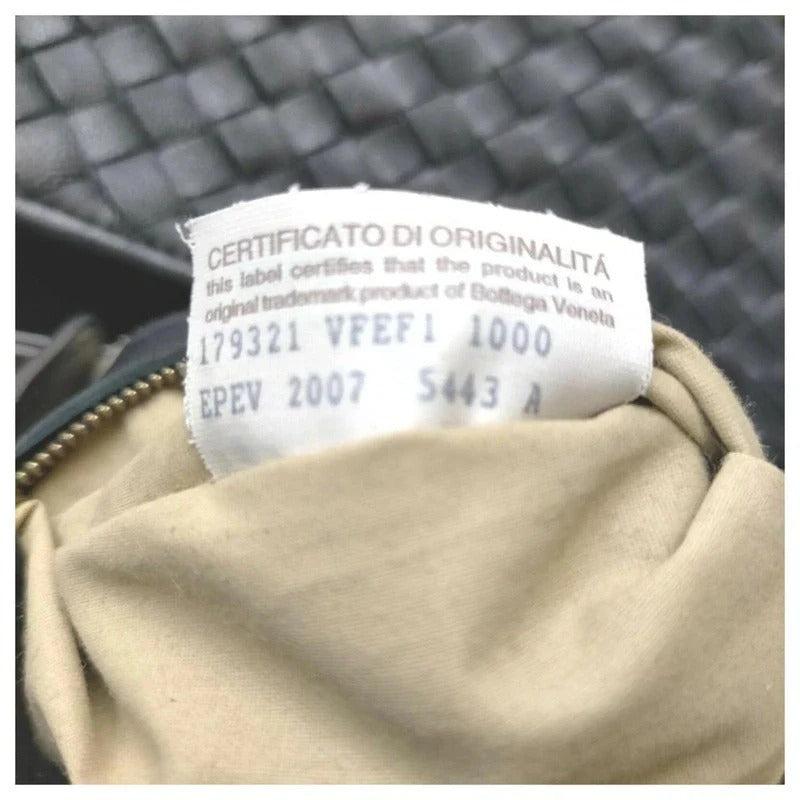 CERTIFICATO DI ORIGINALITÁ
this label certifies that the product is an
original trademark product of Bottega Veneta
179321 VFEF1 1000
EPEV 2007 5443 A